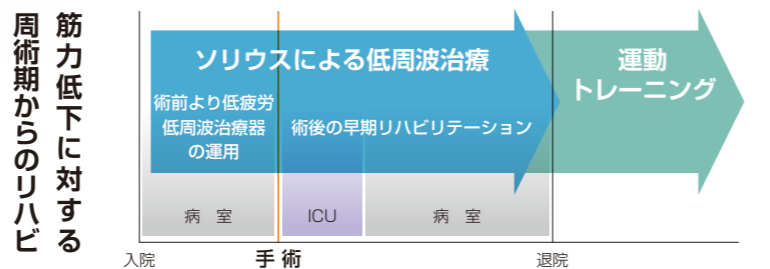 筋力低下に対する
周術期からのリハビ
ソリウスによる低周波治療
術前より低疲労
低周波治療器
の運用
術後の早期リハビリテーション
運動
トレーニング
病 室
ICU
病 室
入院
手 術
退院